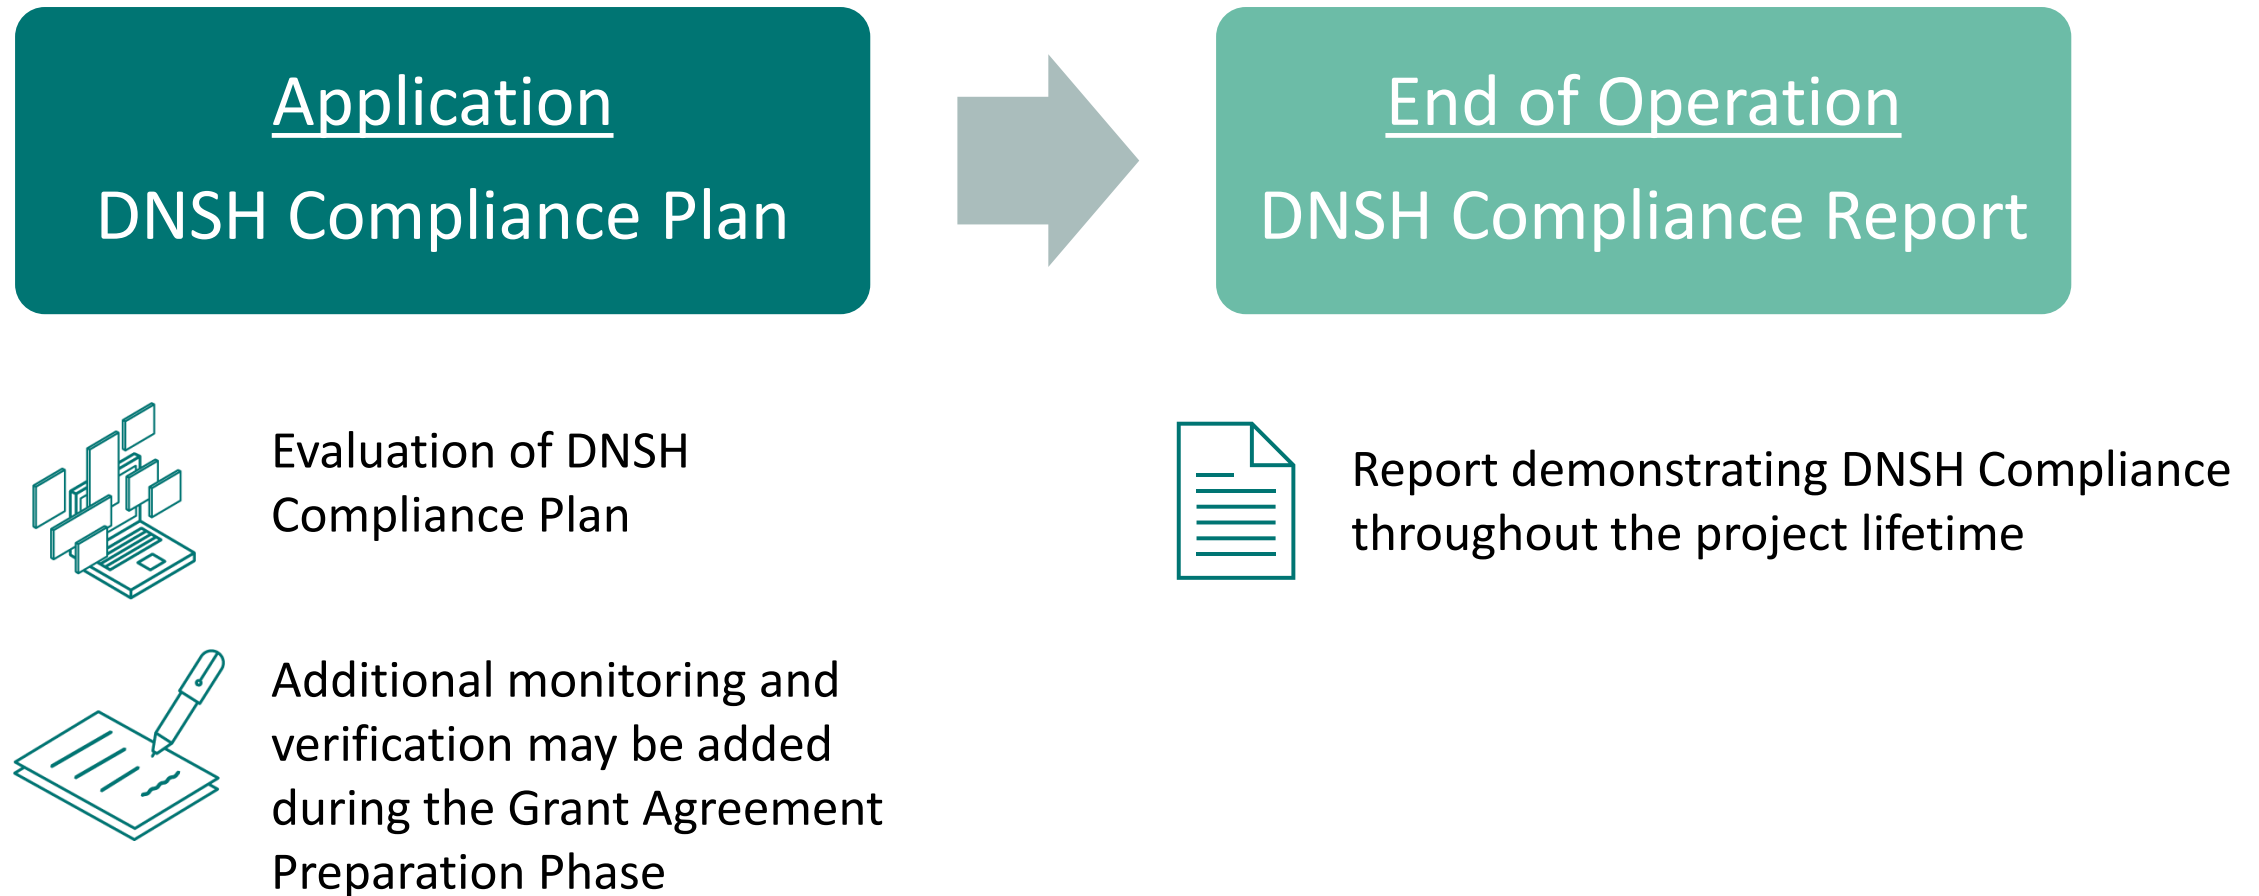 Application
DNSH Compliance Plan
End of Operation
DNSH Compliance Report
Evaluation of DNSH
Compliance Plan
Additional monitoring and
verification may be added
during the Grant Agreement
Preparation Phase
Report demonstrating DNSH Compliance
throughout the project lifetime